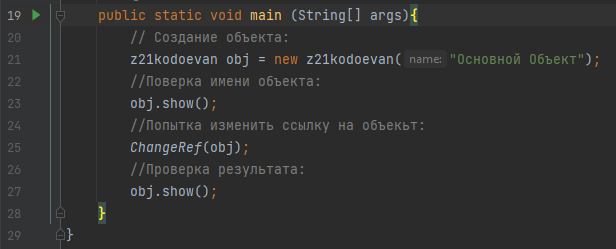 19 public static void main (String[] args){
20 // Создание объекта:
21 z21kodoevan obj = new z21kodoevan( name: "Основной Объект");
22 //Поверка имени объекта:
23 obj.show();
24 //Попытка изменить ссылку на объекьт:
25 ChangeRef(obj);
26 //Проверка результата:
27 obj.show();
28 }
29 }